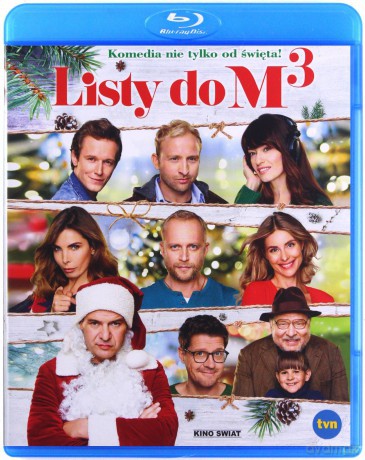 Blu-ray Disc
Komedia nie tylko od święta!
Listy do M3
KINO ŚWIAT
tvn